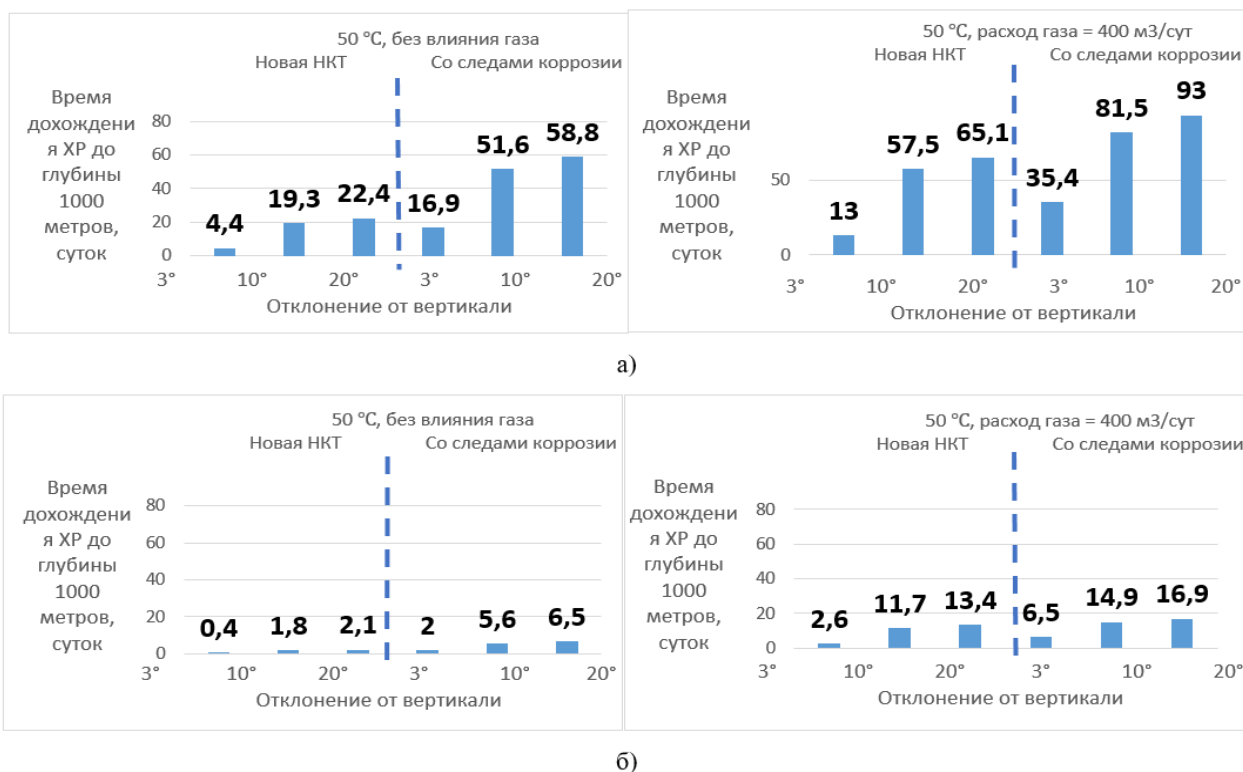 50 °C, без влияния газа
Новая НКТ
Со следами коррозии
Время
дохождени
я ХР до
глубины
1000
метров,
суток
80
60
40
20
0
4,4
19,3
22,4
16,9
51,6
58,8
3°
10°
20°
3°
10°
20°
Отклонение от вертикали
50 °C, расход газа = 400 м3/сут
Новая НКТ
Со следами коррозии
Время
дохождени
я ХР до
глубины
1000
метров,
суток
50
0
13
57,5
65,1
35,4
81,5
93
3°
10°
20°
3°
10°
20°
Отклонение от вертикали
а)
50 °C, без влияния газа
Новая НКТ
Со следами коррозии
Время
дохождени
я ХР до
глубины
1000
метров,
суток
80
60
40
20
0
0,4
1,8
2,1
2
5,6
6,5
3°
10°
20°
3°
10°
20°
Отклонение от вертикали
50 °C, расход газа = 400 м3/сут
Новая НКТ
Со следами коррозии
Время
дохождени
я ХР до
глубины
1000
метров,
суток
80
60
40
20
0
2,6
11,7
13,4
6,5
14,9
16,9
3°
10°
20°
3°
10°
20°
Отклонение от вертикали
б)